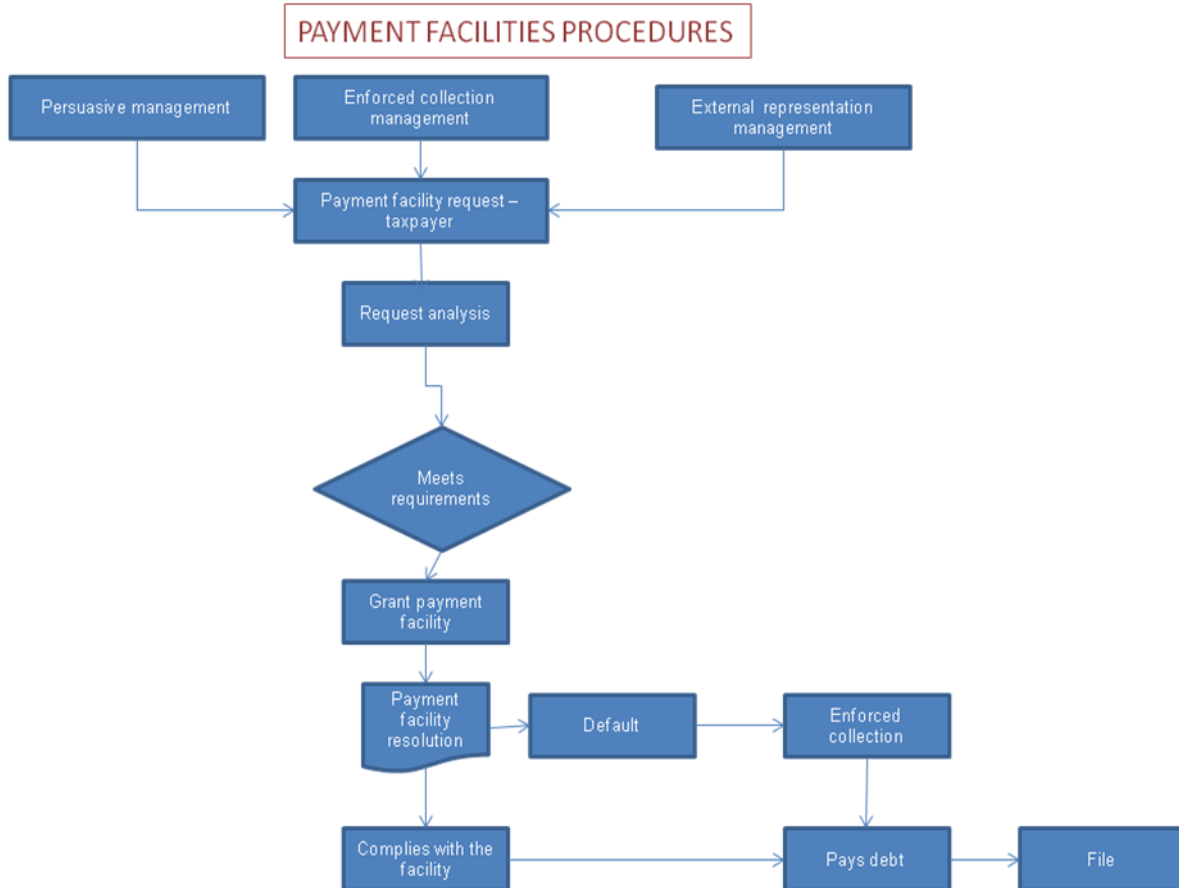 PAYMENT FACILITIES PROCEDURES
Persuasive management
Enforced collection
management
External representation
management
Payment facility request –
taxpayer
Request analysis
Meets
requirements
Grant payment
facility
Payment
facility
resolution
Default
Enforced
collection
Complies with the
facility
Pays debt
File